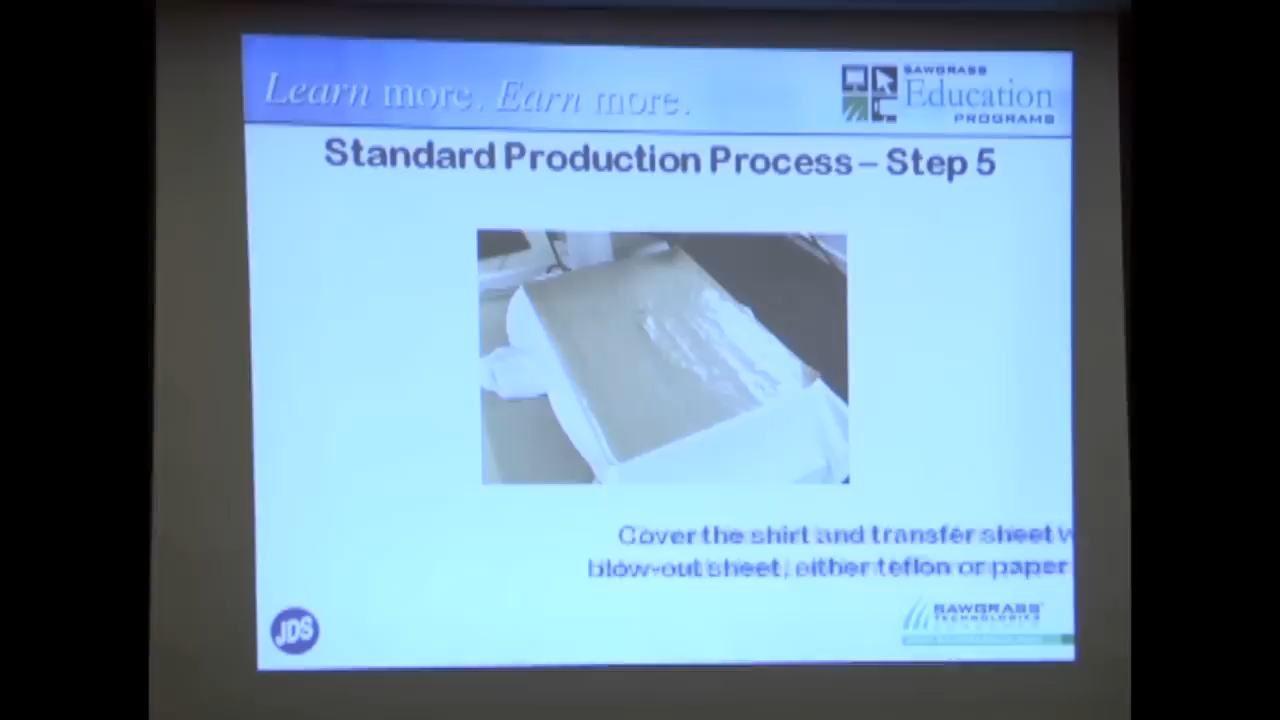 Learn more. Earn more.
SAWGRASS
Education
PROGRAMS
Standard Production Process – Step 5
Cover the shirt and transfer sheet w
blow-out sheet, either teflon or paper
JDS
SAWGRASS
TECHNOLOGIES